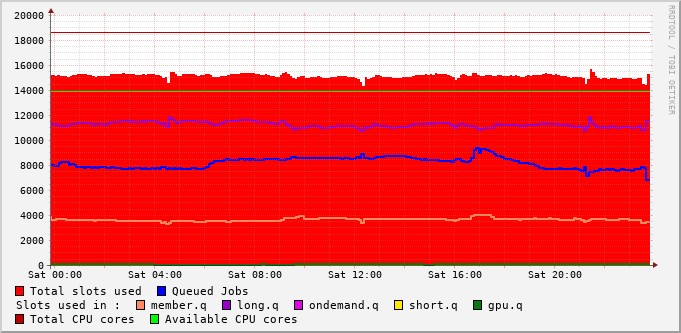 20000
18000
16000
14000
12000
10000
8000
6000
4000
2000
0
Sat 00:00 Sat 04:00 Sat 08:00 Sat 12:00 Sat 16:00 Sat 20:00
Total slots used Queued Jobs
Slots used in : member.q long.q ondemand.q short.q gpu.q
Total CPU cores Available CPU cores
RRDTOOL / TOBI OETIKER